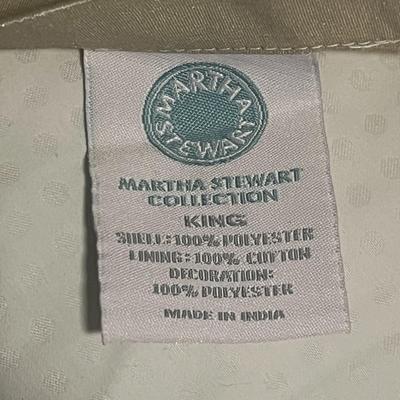 MARTHA
STEWART
MARTHA STEWART
COLLECTION
KING
SHELL: 100% POLYESTER
LINING: 100% COTTON
DECORATION:
100% POLYESTER
MADE IN INDIA